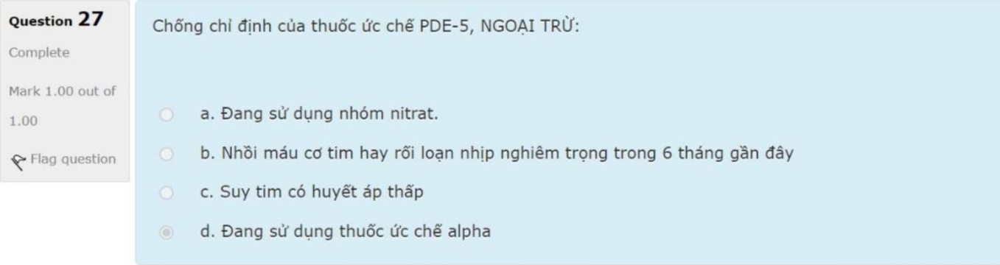 Question 27
Complete
Mark 1.00 out of
1.00
Flag question
Chống chỉ định của thuốc ức chế PDE-5, NGOẠI TRỪ:
a. Đang sử dụng nhóm nitrat.
b. Nhồi máu cơ tim hay rối loạn nhịp nghiêm trọng trong 6 tháng gần đây
c. Suy tim có huyết áp thấp
d. Đang sử dụng thuốc ức chế alpha